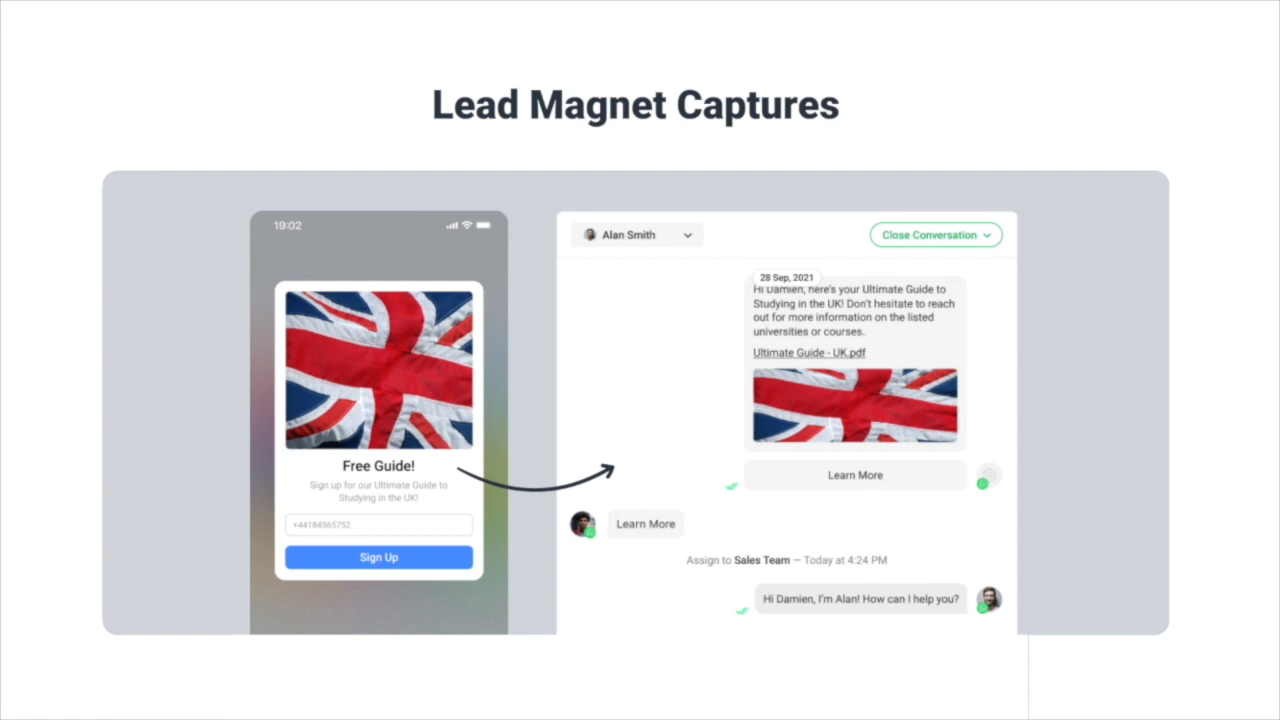 Lead Magnet Captures
19:02
Free Guide!
Sign up for our Ultimate Guide to
Studying in the UK!
+44184565752
Sign Up
Alan Smith
Close Conversation
28 Sep, 2021
Hi Damien, here's your Ultimate Guide to
Studying in the UK! Don't hesitate to reach
out for more information on the listed
universities or courses.
Ultimate Guide - UK.pdf
Learn More
Learn More
Assign to Sales Team — Today at 4:24 PM
Hi Damien, I'm Alan! How can I help you?